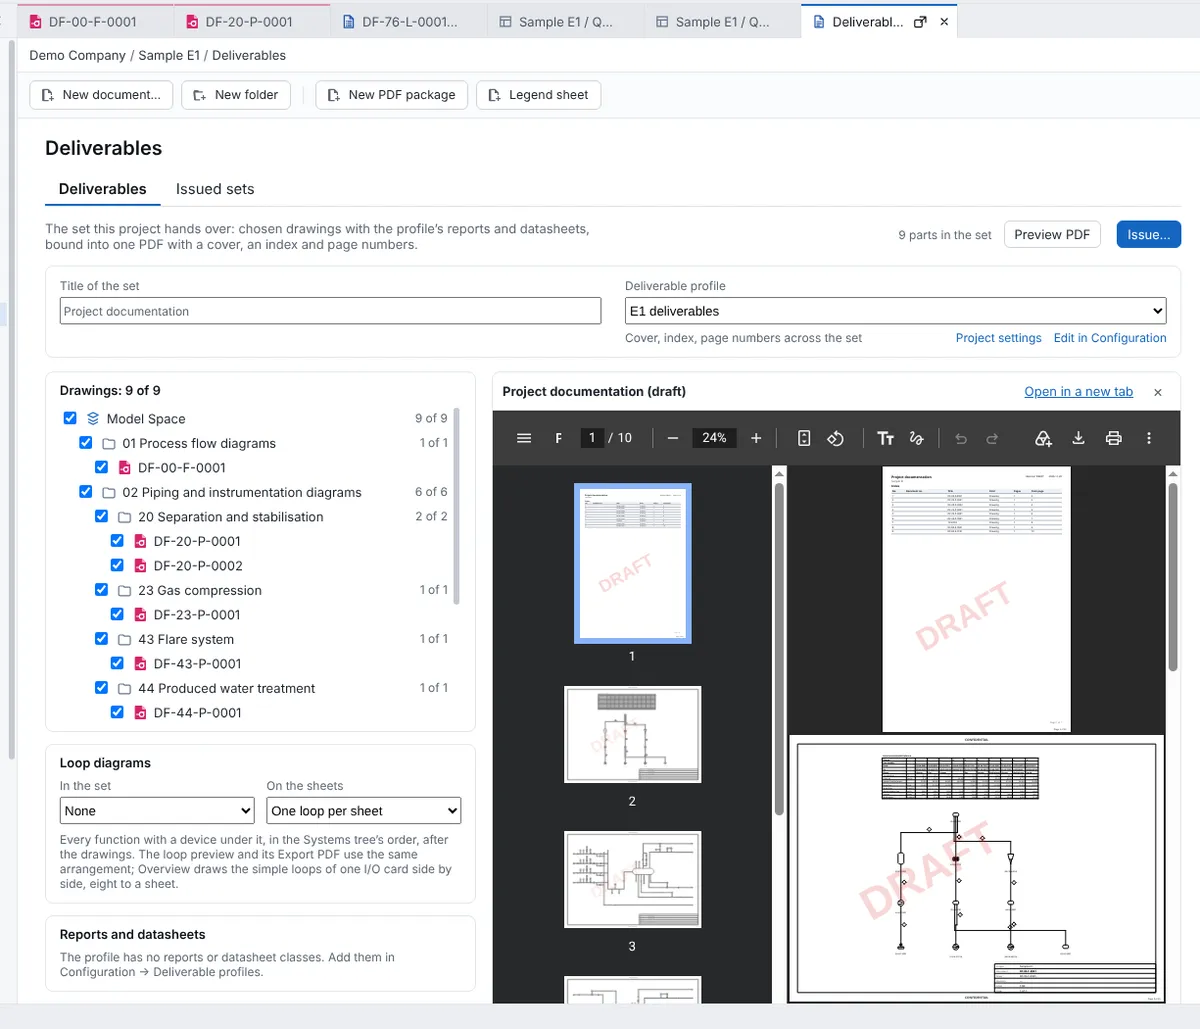 DF-00-F-0001
DF-20-P-0001
DF-76-L-0001...
Sample E1 / Q...
Sample E1 / Q...
Deliverabl...
Demo Company / Sample E1 / Deliverables
New document...
New folder
New PDF package
Legend sheet
Deliverables
Deliverables
Issued sets
The set this project hands over: chosen drawings with the profile's reports and datasheets,
bound into one PDF with a cover, an index and page numbers.
9 parts in the set
Preview PDF
Issue...
Title of the set
Project documentation
Deliverable profile
E1 deliverables
Cover, index, page numbers across the set
Project settings
Edit in Configuration
Drawings: 9 of 9
Model Space 9 of 9
01 Process flow diagrams 1 of 1
DF-00-F-0001
02 Piping and instrumentation diagrams 6 of 6
20 Separation and stabilisation 2 of 2
DF-20-P-0001
DF-20-P-0002
23 Gas compression 1 of 1
DF-23-P-0001
43 Flare system 1 of 1
DF-43-P-0001
44 Produced water treatment 1 of 1
DF-44-P-0001
Loop diagrams
In the set
On the sheets
None
One loop per sheet
Every function with a device under it, in the Systems tree's order, after
the drawings. The loop preview and its Export PDF use the same
arrangement; Overview draws the simple loops of one I/O card side by
side, eight to a sheet.
Reports and datasheets
The profile has no reports or datasheet classes. Add them in
Configuration → Deliverable profiles.
Project documentation (draft)
Open in a new tab
F
1 / 10
24%
DRAFT
1
DRAFT
2
3
Project documentation
DRAFT
CONFIDENTIAL
DRAFT
CONFIDENTIAL